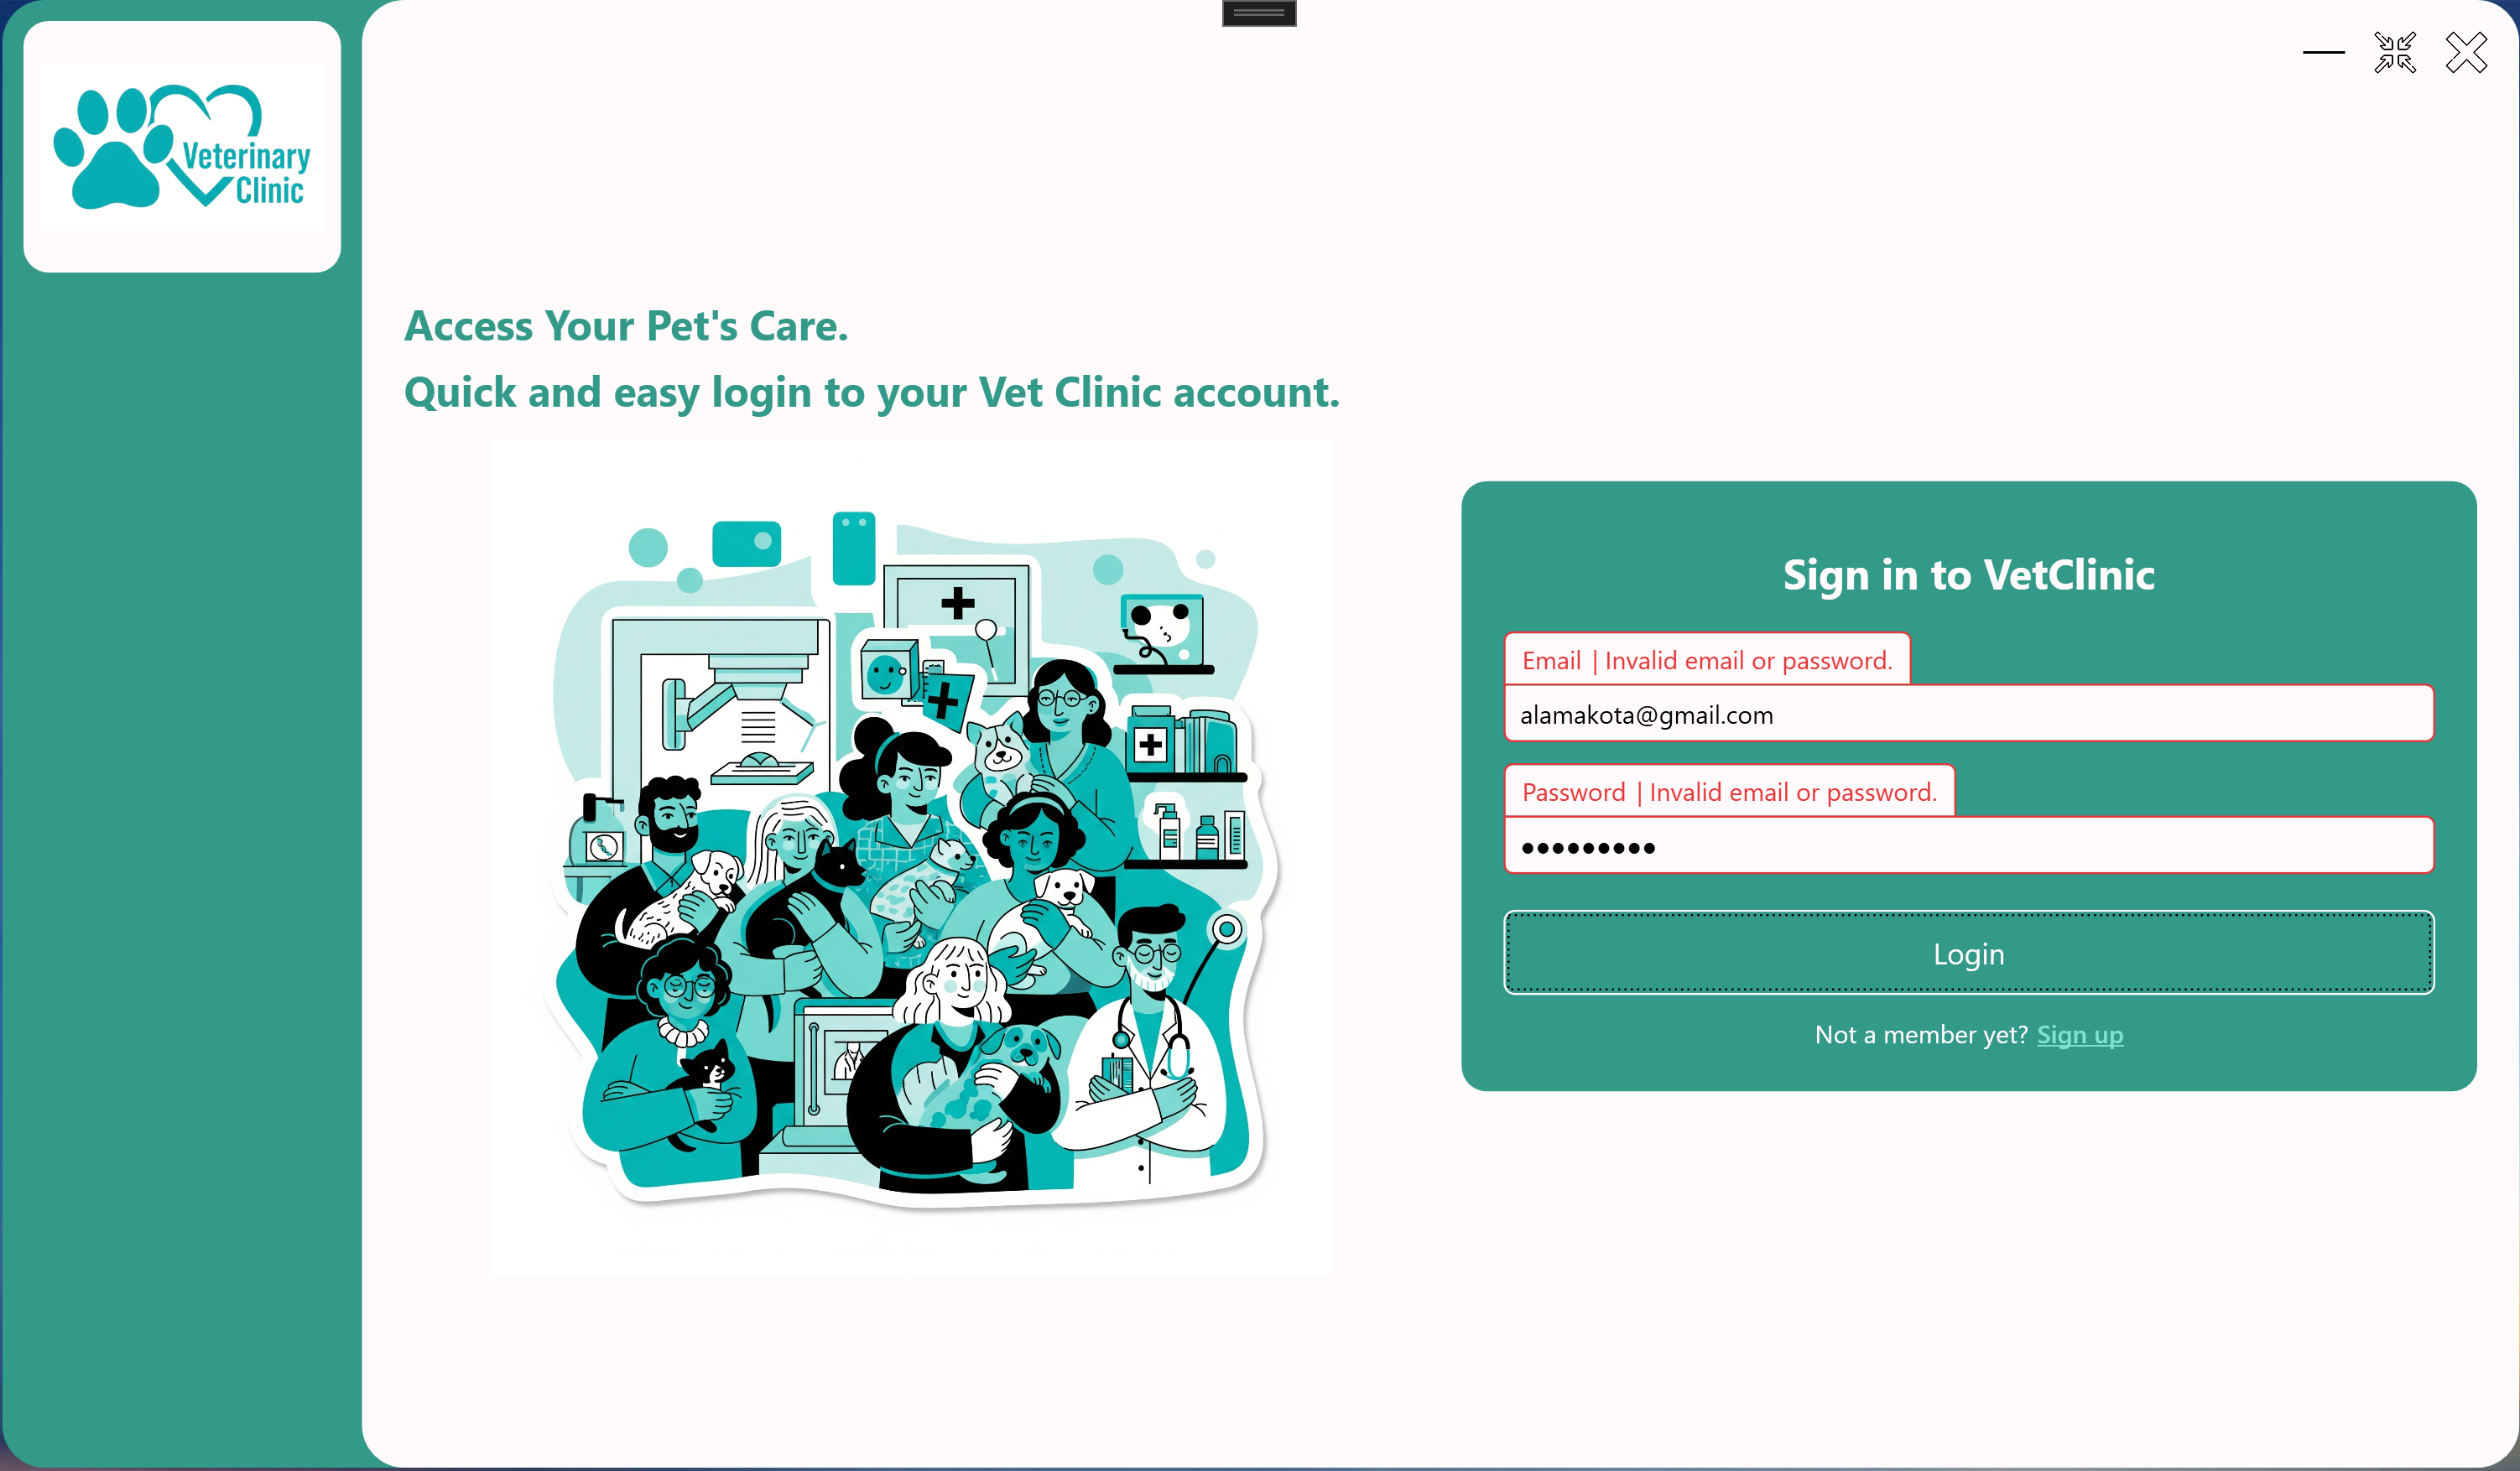 Veterinary
Clinic
Access Your Pet's Care.
Quick and easy login to your Vet Clinic account.
Sign in to VetClinic
Email | Invalid email or password.
alamakota@gmail.com
Password | Invalid email or password.
●●●●●●●●●
Login
Not a member yet? Sign up